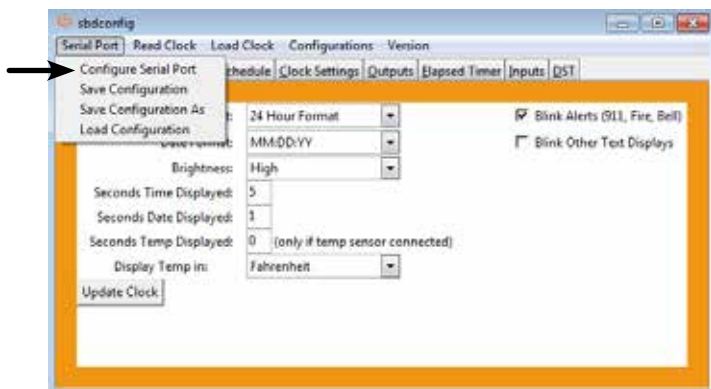 sbdconfig
Serial Port Read Clock Load Clock Configurations Version
Configure Serial Port
Save Configuration
Save Configuration As
Load Configuration
Clock Settings Outputs Elapsed Timer Inputs DST
24 Hour Format
Blink Alerts (911, Fire, Bell)
MM:DD:YY
Blink Other Text Displays
Brightness: High
Seconds Time Displayed: 5
Seconds Date Displayed: 1
Seconds Temp Displayed: 0 (only if temp sensor connected)
Display Temp in: Fahrenheit
Update Clock